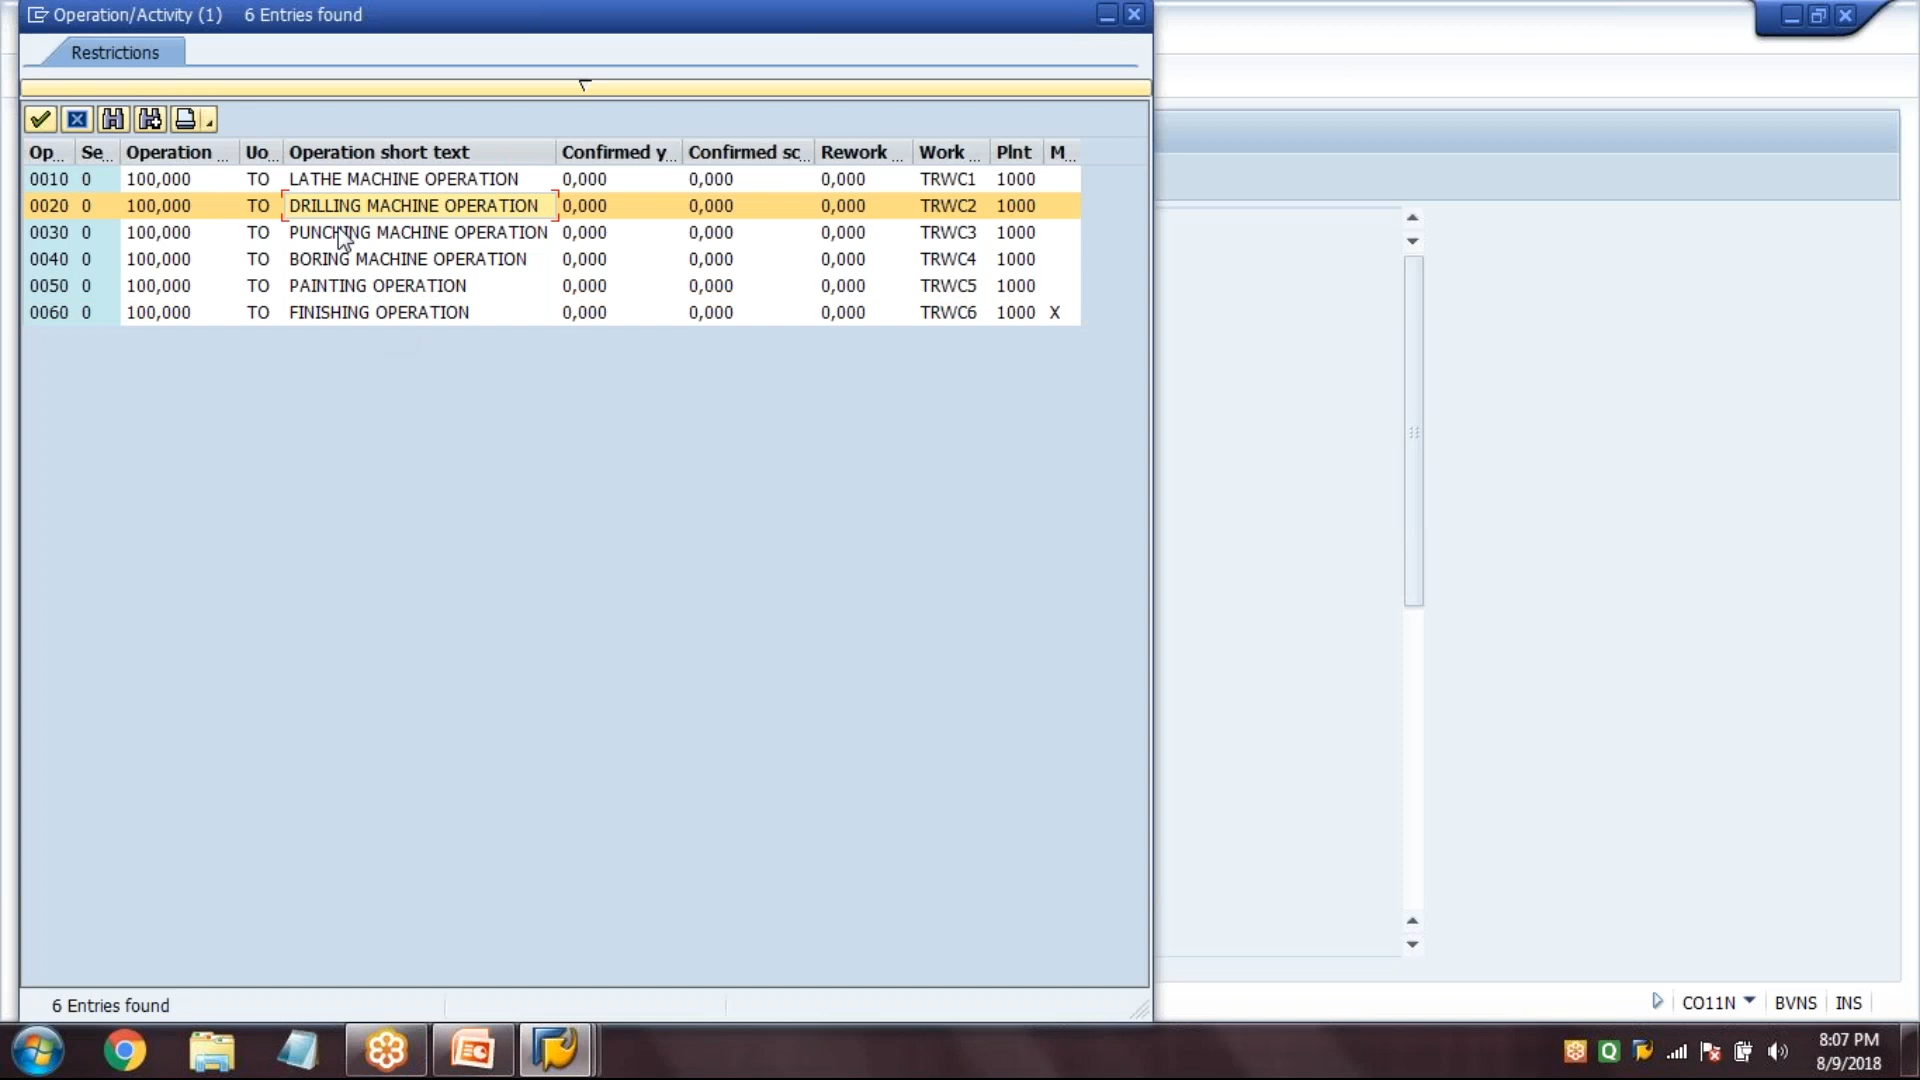 Operation/Activity (1)    6 Entries found
Restrictions
Op... Se... Operation ... Uo... Operation short text Confirmed y... Confirmed sc... Rework ... Work ... Plnt M...
0010 0 100,000 TO LATHE MACHINE OPERATION 0,000 0,000 0,000 TRWC1 1000
0020 0 100,000 TO DRILLING MACHINE OPERATION 0,000 0,000 0,000 TRWC2 1000
0030 0 100,000 TO PUNCHING MACHINE OPERATION 0,000 0,000 0,000 TRWC3 1000
0040 0 100,000 TO BORING MACHINE OPERATION 0,000 0,000 0,000 TRWC4 1000
0050 0 100,000 TO PAINTING OPERATION 0,000 0,000 0,000 TRWC5 1000
0060 0 100,000 TO FINISHING OPERATION 0,000 0,000 0,000 TRWC6 1000 X
6 Entries found
CO11N BVNS INS
8:07 PM
8/9/2018